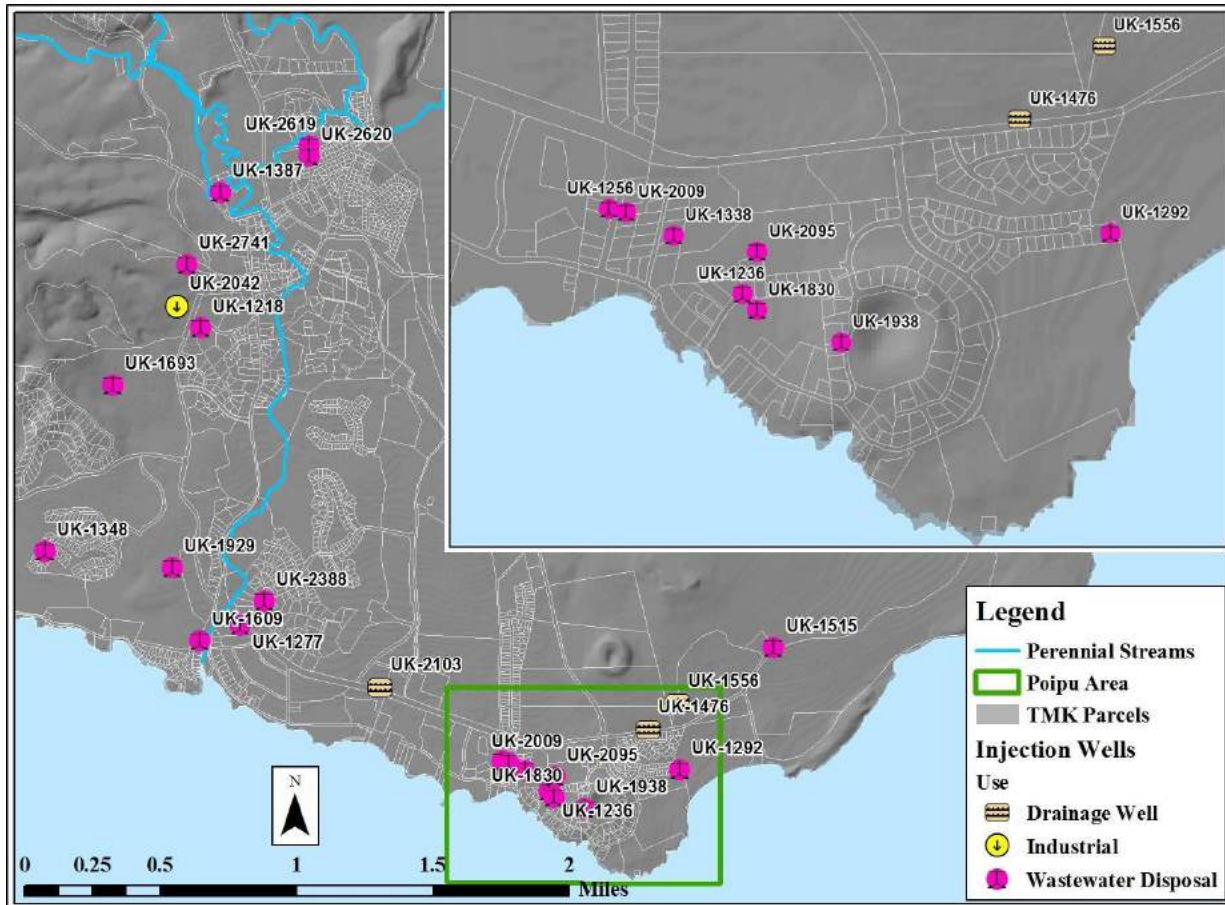 UK-1556
UK-1476
UK-2619
UK-2620
UK-1387
UK-1256
UK-2009
UK-1338
UK-1292
UK-2095
UK-2741
UK-2042
UK-1236
UK-1218
UK-1830
UK-1938
UK-1693
UK-1348
UK-1929
UK-2388
UK-1609
UK-1277
UK-1515
UK-2103
UK-1556
UK-1476
UK-2009
UK-2095
UK-1292
UK-1830
UK-1938
UK-1236
N
0 0.25 0.5 1 1.5 2
Miles
Legend
Perennial Streams
Poipu Area
TMK Parcels
Injection Wells
Use
Drainage Well
Industrial
Wastewater Disposal